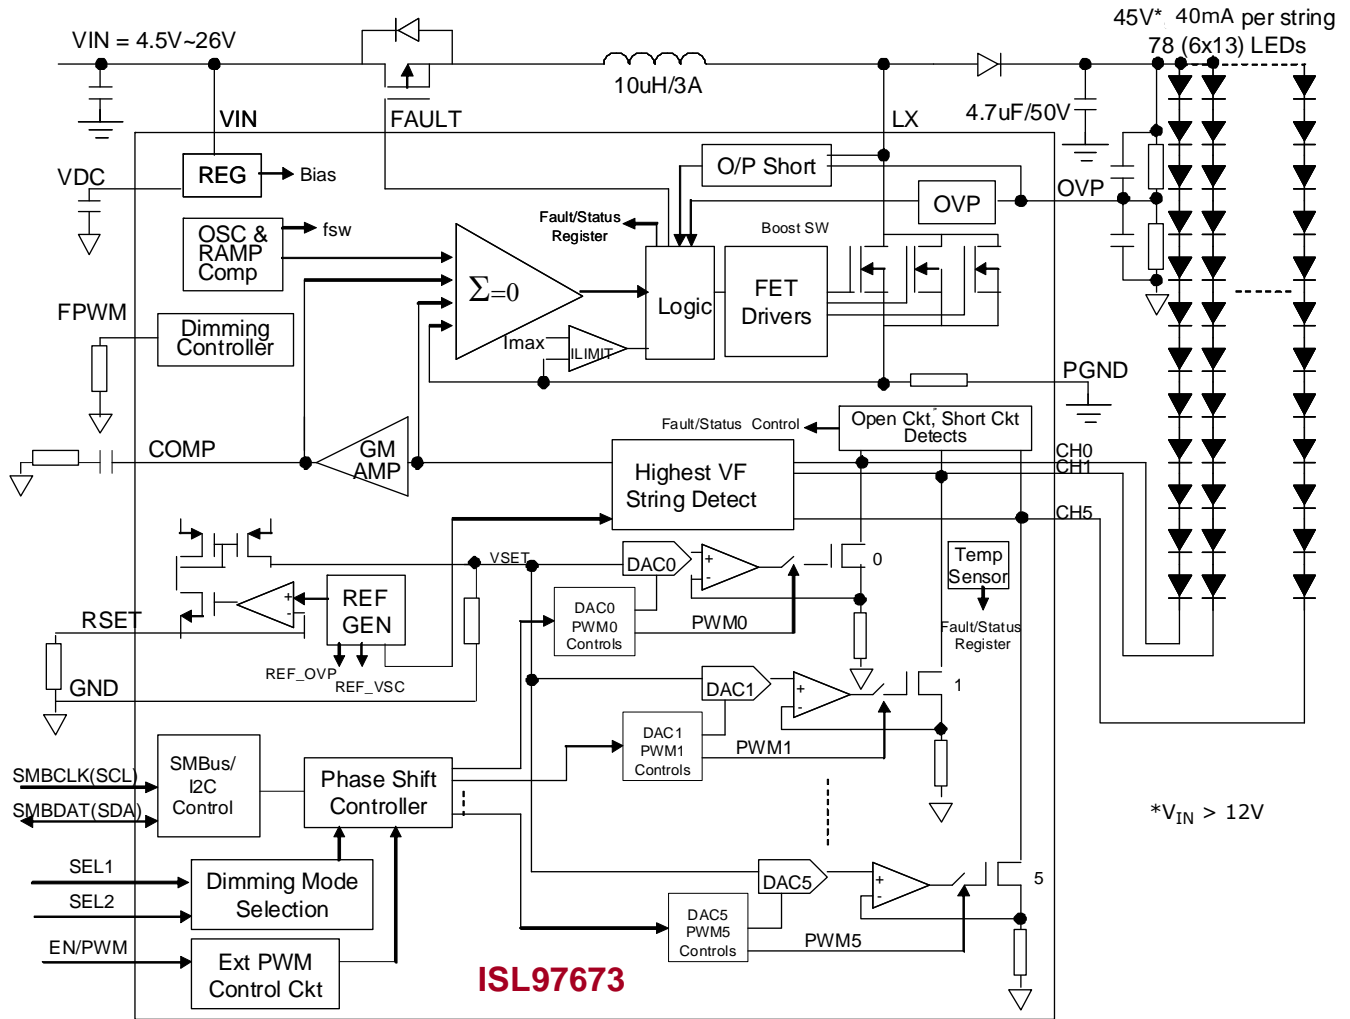 45V*, 40mA per string
78 (6x13) LEDs
VIN = 4.5V~26V
10uH/3A
4.7uF/50V
VIN
FAULT
LX
O/P Short
REG
Bias
VDC
OVP
OVP
OSC &
RAMP
Comp
fsw
Fault/Status
Register
Boost SW
Σ=0
Logic
FET
Drivers
FPWM
Dimming
Controller
Imax
ILIMIT
PGND
Fault/Status Control
Open Ckt, Short Ckt
Detects
COMP
GM
AMP
Highest VF
String Detect
CH0
CH1
CH5
VSET
DAC0
0
Temp
Sensor
REF
GEN
DAC0
PWM0
Controls
PWM0
RSET
Fault/Status
Register
REF_OVP
REF_VSC
GND
DAC1
1
DAC1
PWM1
Controls
PWM1
SMBus/
I2C
Control
Phase Shift
Controller
SMBCLK(SCL)
SMBDAT(SDA)
*VIN > 12V
SEL1
SEL2
Dimming Mode
Selection
DAC5
5
DAC5
PWM5
Controls
PWM5
EN/PWM
Ext PWM
Control Ckt
ISL97673